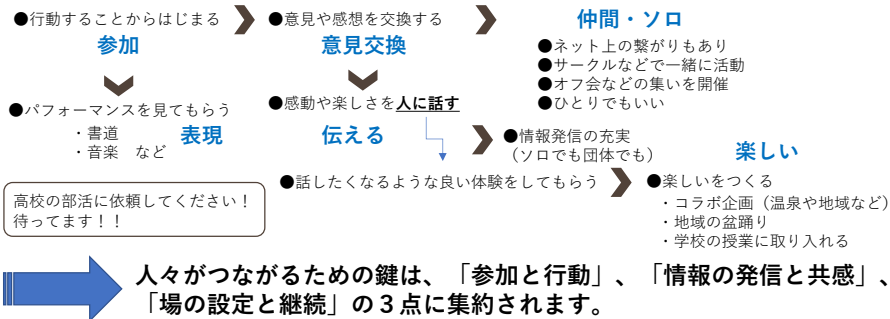 ●行動することからはじまる
参加
●意見や感想を交換する
意見交換
仲間・ソロ
●ネット上の繋がりもあり
●サークルなどで一緒に活動
●オフ会などの集いを開催
●ひとりでもいい
●パフォーマンスを見てもらう
・書道
・音楽　など
表現
●感動や楽しさを人に話す
伝える
●情報発信の充実
（ソロでも団体でも）
●話したくなるような良い体験をしてもらう
楽しい
●楽しいをつくる
・コラボ企画（温泉や地域など）
・地域の盆踊り
・学校の授業に取り入れる
高校の部活に依頼してください！
待ってます！！
人々がつながるための鍵は、「参加と行動」、「情報の発信と共感」、
「場の設定と継続」の３点に集約されます。